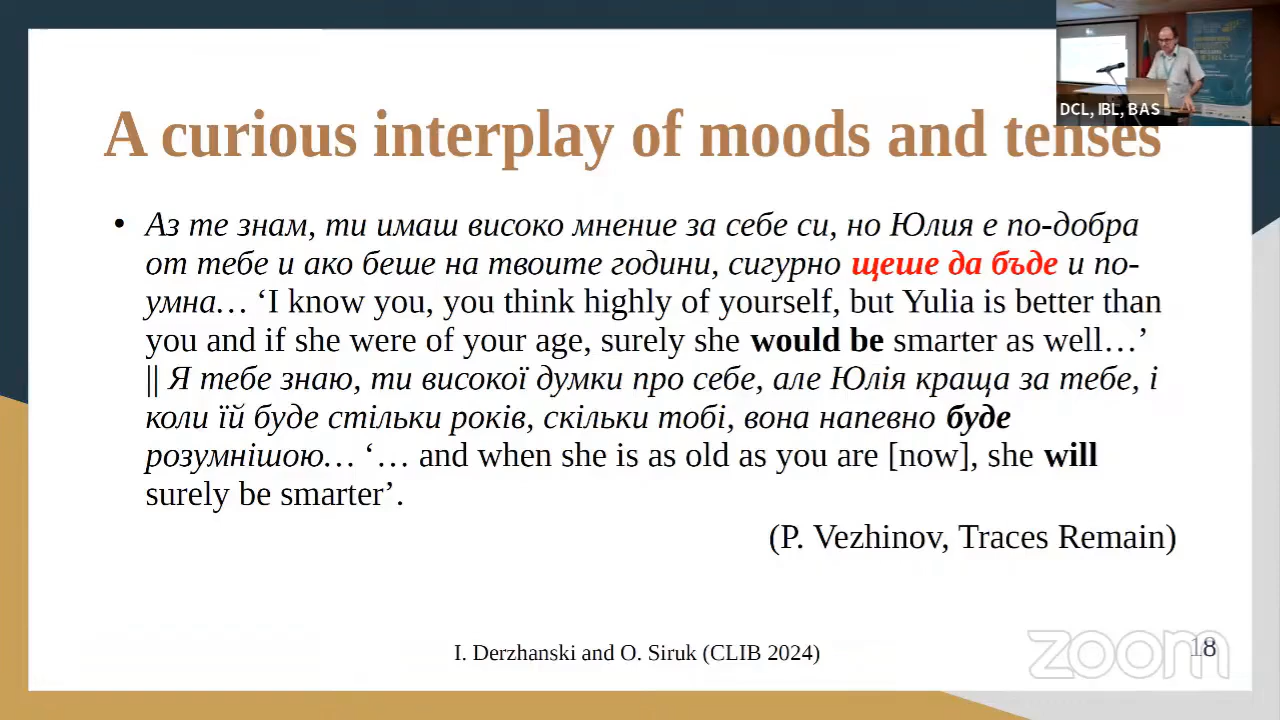 DCL, IBL, BAS
A curious interplay of moods and tenses
• Аз те знам, ти имаш високо мнение за себе си, но Юлия е по-добра
от тебе и ако беше на твоите години, сигурно щеше да бъде и по-
умна… ‘I know you, you think highly of yourself, but Yulia is better than
you and if she were of your age, surely she would be smarter as well…’
|| Я тебе знаю, ти високої думки про себе, але Юлія краща за тебе, і
коли їй буде стільки років, скільки тобі, вона напевно буде
розумнішою… ‘… and when she is as old as you are [now], she will
surely be smarter’.
(P. Vezhinov, Traces Remain)
I. Derzhanski and O. Siruk (CLIB 2024)
zoom
18